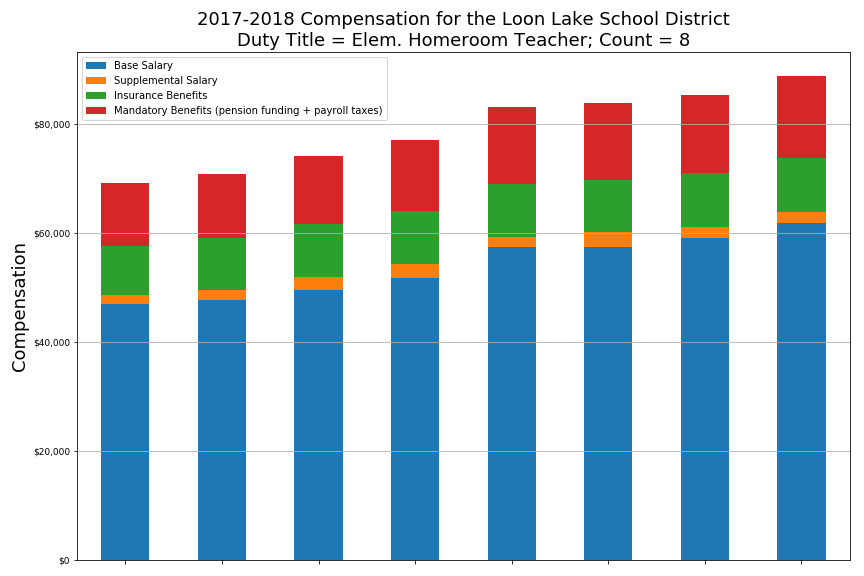 2017-2018 Compensation for the Loon Lake School District
Duty Title = Elem. Homeroom Teacher; Count = 8
Base Salary
Supplemental Salary
Insurance Benefits
Mandatory Benefits (pension funding + payroll taxes)
$80,000
$60,000
$40,000
$20,000
$0
Compensation